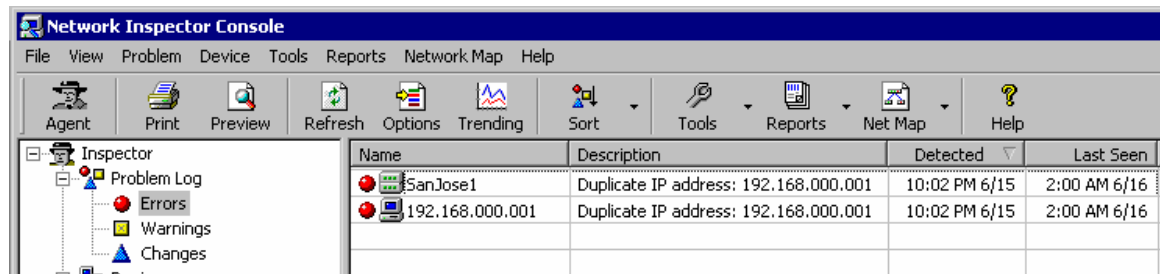 Network Inspector Console
File View Problem Device Tools Reports Network Map Help
Agent Print Preview Refresh Options Trending Sort Tools Reports Net Map Help
Inspector
Problem Log
Errors
Warnings
Changes
Name Description Detected Last Seen
SanJose1 Duplicate IP address: 192.168.000.001 10:02 PM 6/15 2:00 AM 6/16
192.168.000.001 Duplicate IP address: 192.168.000.001 10:02 PM 6/15 2:00 AM 6/16